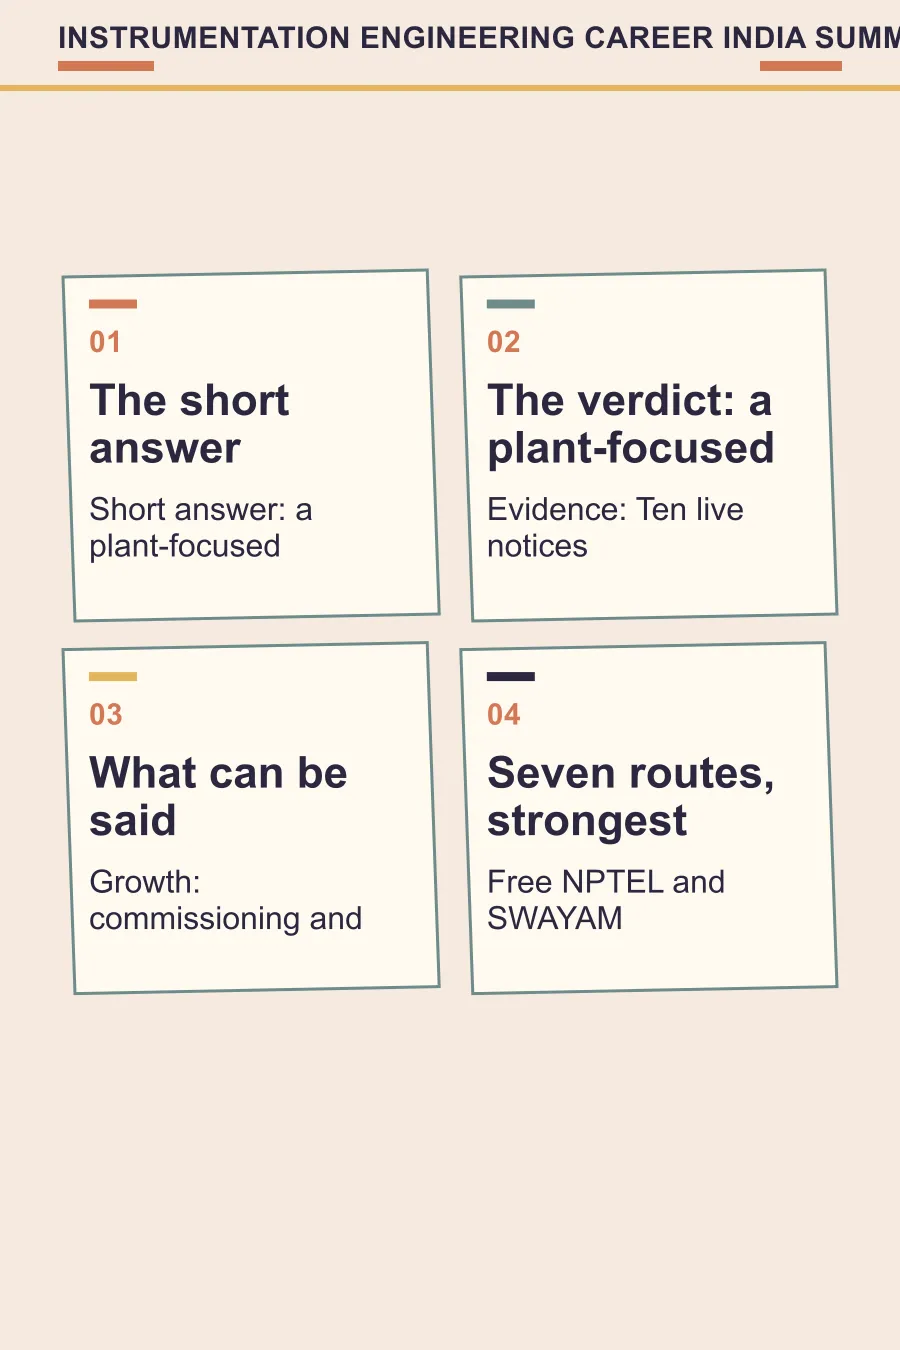 INSTRUMENTATION ENGINEERING CAREER INDIA SUMM
01
The short
answer
Short answer: a
plant-focused
02
The verdict: a
plant-focused
Evidence: Ten live
notices
03
What can be
said
Growth:
commissioning and
04
Seven routes,
strongest
Free NPTEL and
SWAYAM